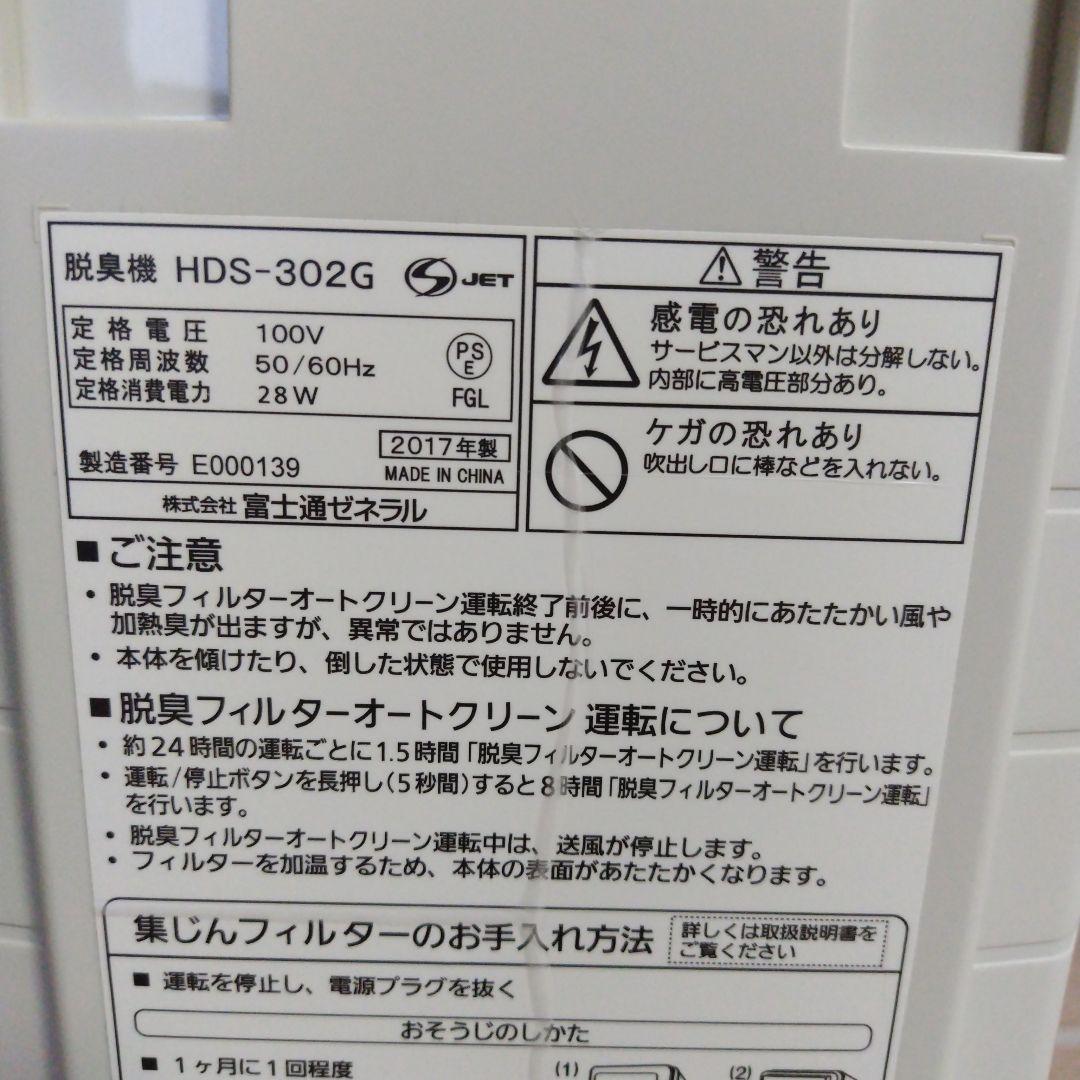 脱臭機 HDS-302G S JET
定格電圧 100V
定格周波数 50/60Hz
定格消費電力 28W
PS
E
FGL
2017年製
製造番号 E000139
MADE IN CHINA
株式会社 富士通ゼネラル
警告
感電の恐れあり
サービスマン以外は分解しない。
内部に高電圧部分あり。
ケガの恐れあり
吹出し口に棒などを入れない。
■ご注意
・脱臭フィルターオートクリーン運転終了前後に、一時的にあたたかい風や
加熱臭が出ますが、異常ではありません。
・本体を傾けたり、倒した状態で使用しないでください。
■脱臭フィルターオートクリーン運転について
・約24時間の運転ごとに1.5時間「脱臭フィルターオートクリーン運転」を行います。
・運転/停止ボタンを長押し(5秒間)すると8時間「脱臭フィルターオートクリーン運転」
を行います。
・脱臭フィルターオートクリーン運転中は、送風が停止します。
・フィルターを加温するため、本体の表面があたたかくなります。
集じんフィルターのお手入れ方法
詳しくは取扱説明書を
ご覧ください
■運転を停止し、電源プラグを抜く
おそうじのしかた
■1ヶ月に1回程度
(1) (2)